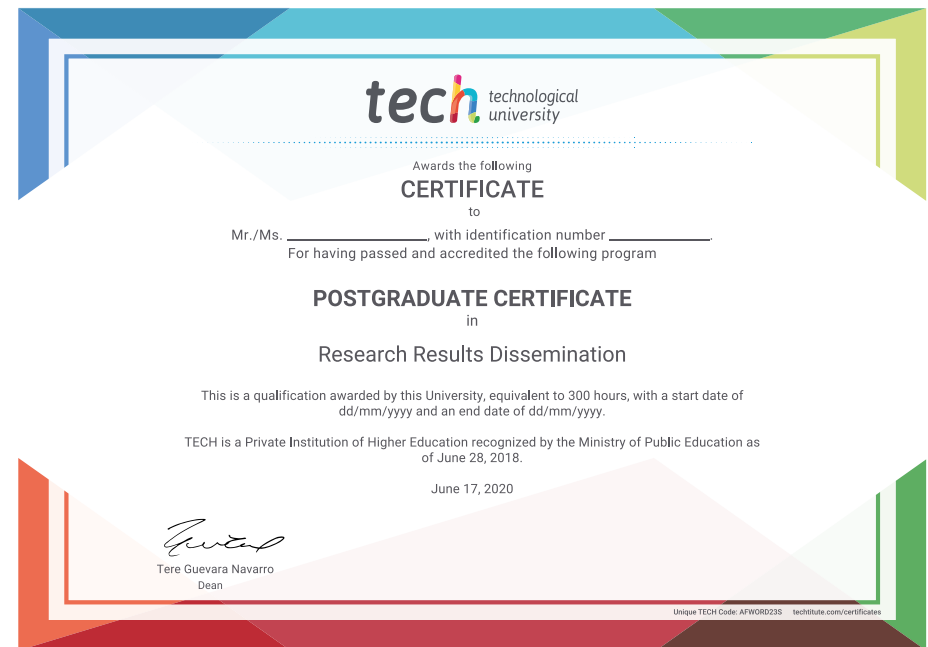 tech technological
university
Awards the following
CERTIFICATE
to
Mr./Ms. ____________________, with identification number ______________.
For having passed and accredited the following program
POSTGRADUATE CERTIFICATE
in
Research Results Dissemination
This is a qualification awarded by this University, equivalent to 300 hours, with a start date of
dd/mm/yyyy and an end date of dd/mm/yyyy.
TECH is a Private Institution of Higher Education recognized by the Ministry of Public Education as
of June 28, 2018.
June 17, 2020
Tere Guevara Navarro
Dean
Unique TECH Code: AFWORD23S techtitute.com/certificates